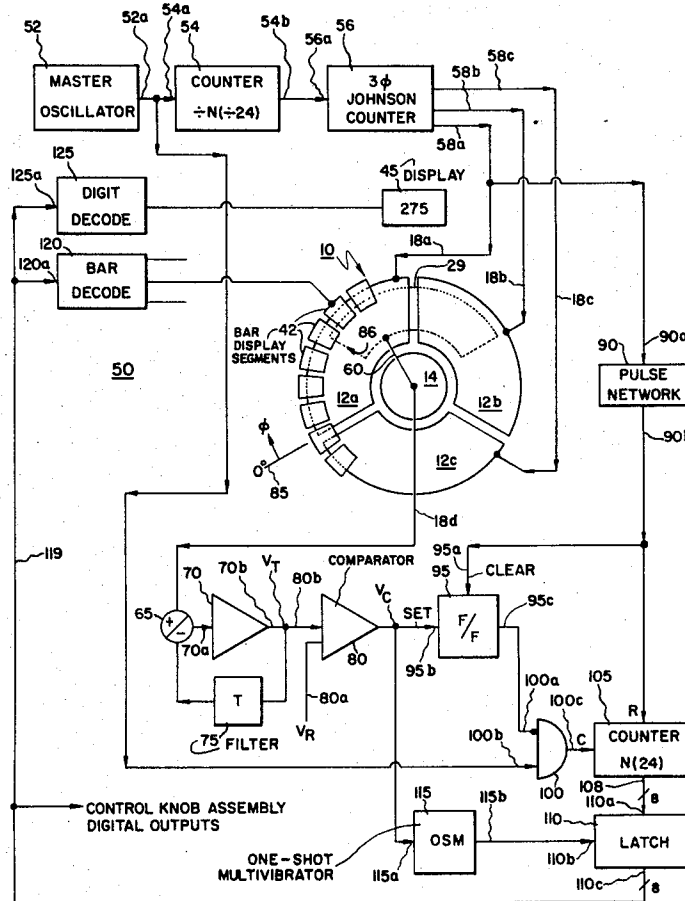 52
52a
54a
54
54b
56a
56
58b
58c
MASTER
OSCILLATOR
COUNTER
÷N(÷24)
3ϕ
JOHNSON
COUNTER
58a
125
125a
DIGIT
DECODE
45 DISPLAY
275
120
120a
BAR
DECODE
10
18a
29
18b
18c
90a
90
PULSE
NETWORK
90b
BAR
DISPLAY
SEGMENTS
42
86
60
14
50
12a
12b
12c
ϕ
0°
85
18d
119
VT
COMPARATOR
VC
95a
CLEAR
70
70b
80b
95
95c
65
+
−
70a
80
SET
F/F
95b
T
75 FILTER
80a
VR
100a
100c
105
R
C
100b
100
COUNTER
N(24)
108
8
110a
CONTROL KNOB ASSEMBLY
DIGITAL OUTPUTS
115
115b
110
OSM
LATCH
110b
ONE-SHOT
MULTIVIBRATOR
115a
110c
8